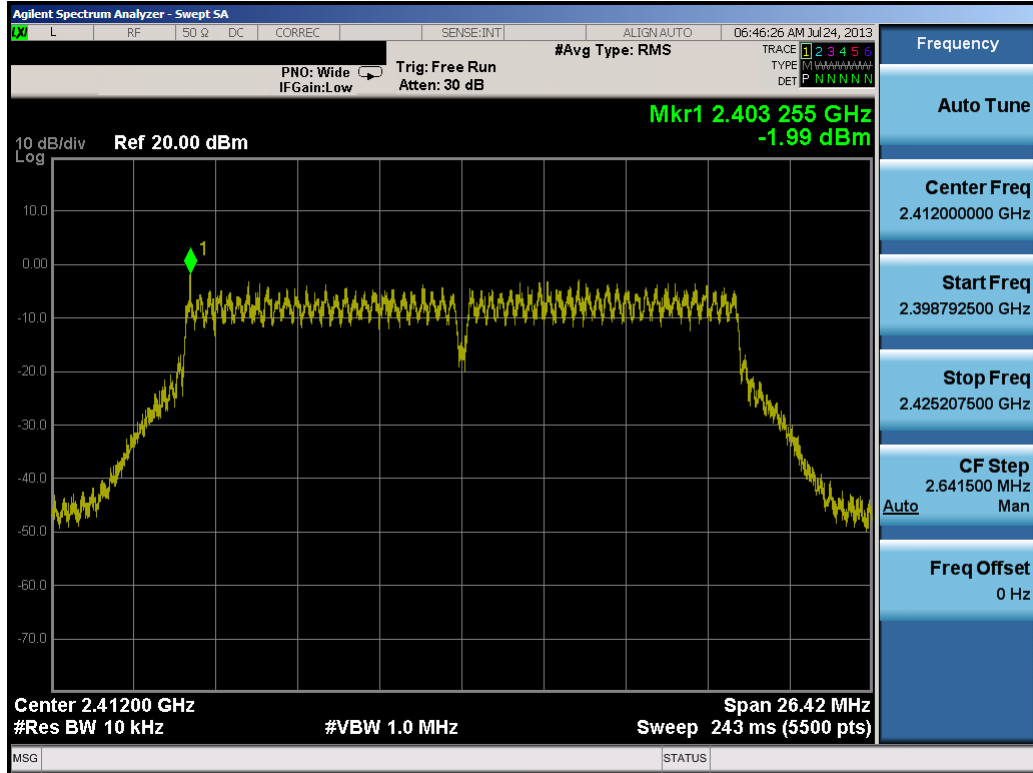 Agilent Spectrum Analyzer - Swept SA
LXI L RF 50 Ω DC CORREC SENSE:INT ALIGNAUTO 06:46:26 AM Jul 24, 2013
#Avg Type: RMS TRACE 1 2 3 4 5 6
PNO: Wide Trig: Free Run TYPE M WWWWW
IFGain:Low Atten: 30 dB DET P N N N N N
Frequency
Mkr1 2.403 255 GHz
-1.99 dBm
10 dB/div Ref 20.00 dBm
Log
10.0
1
0.00
-10.0
-20.0
-30.0
-40.0
-50.0
-60.0
-70.0
Center 2.41200 GHz Span 26.42 MHz
#Res BW 10 kHz #VBW 1.0 MHz Sweep 243 ms (5500 pts)
Auto Tune
Center Freq
2.412000000 GHz
Start Freq
2.398792500 GHz
Stop Freq
2.425207500 GHz
CF Step
2.641500 MHz
Auto Man
Freq Offset
0 Hz
MSG STATUS